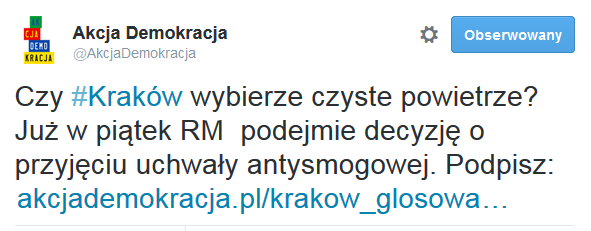 AK
CJA
DEMO
KRACJA
Akcja Demokracja
@AkcjaDemokracja
Obserwowany
Czy #Kraków wybierze czyste powietrze?
Już w piątek RM  podejmie decyzję o
przyjęciu uchwały antysmogowej. Podpisz:
akcjademokracja.pl/krakow_glosowa…